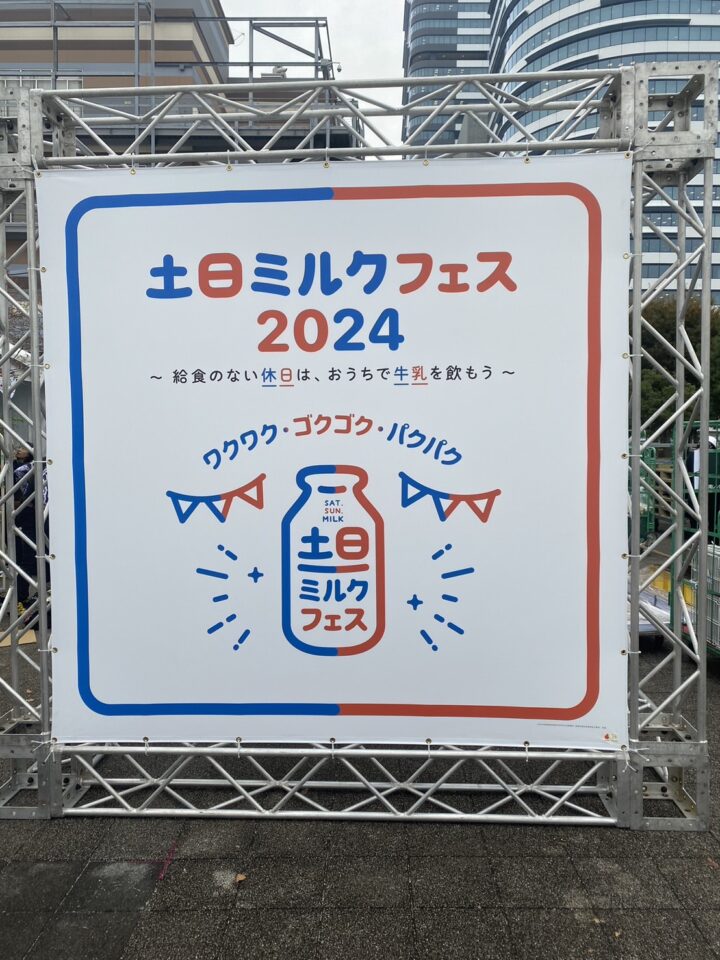 土日ミルクフェス
2024
～ 給食のない休日は、おうちで牛乳を飲もう ～
ワクワク・ゴクゴク・パクパク
SAT.
SUN.
MILK
土日
ミルク
フェス